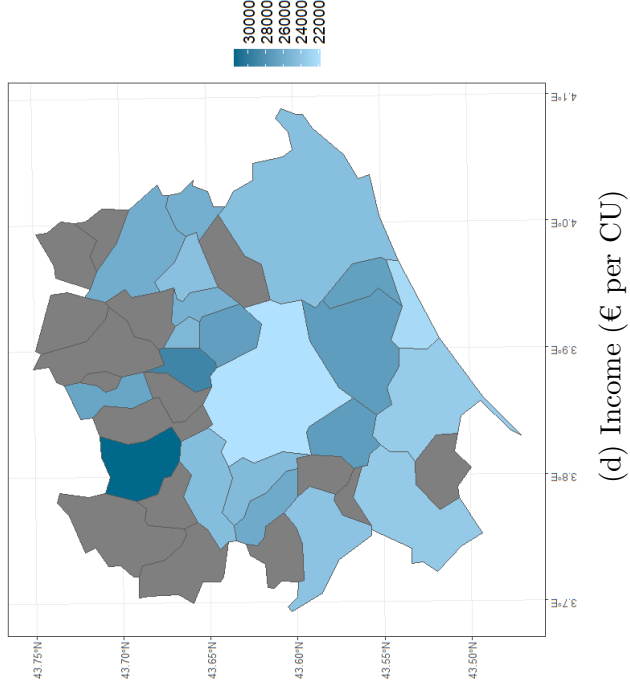 30000
28000
26000
24000
22000
43.75°N
43.70°N
43.65°N
43.60°N
43.55°N
43.50°N
3.7°E
3.8°E
3.9°E
4.0°E
4.1°E
(d) Income (€ per CU)